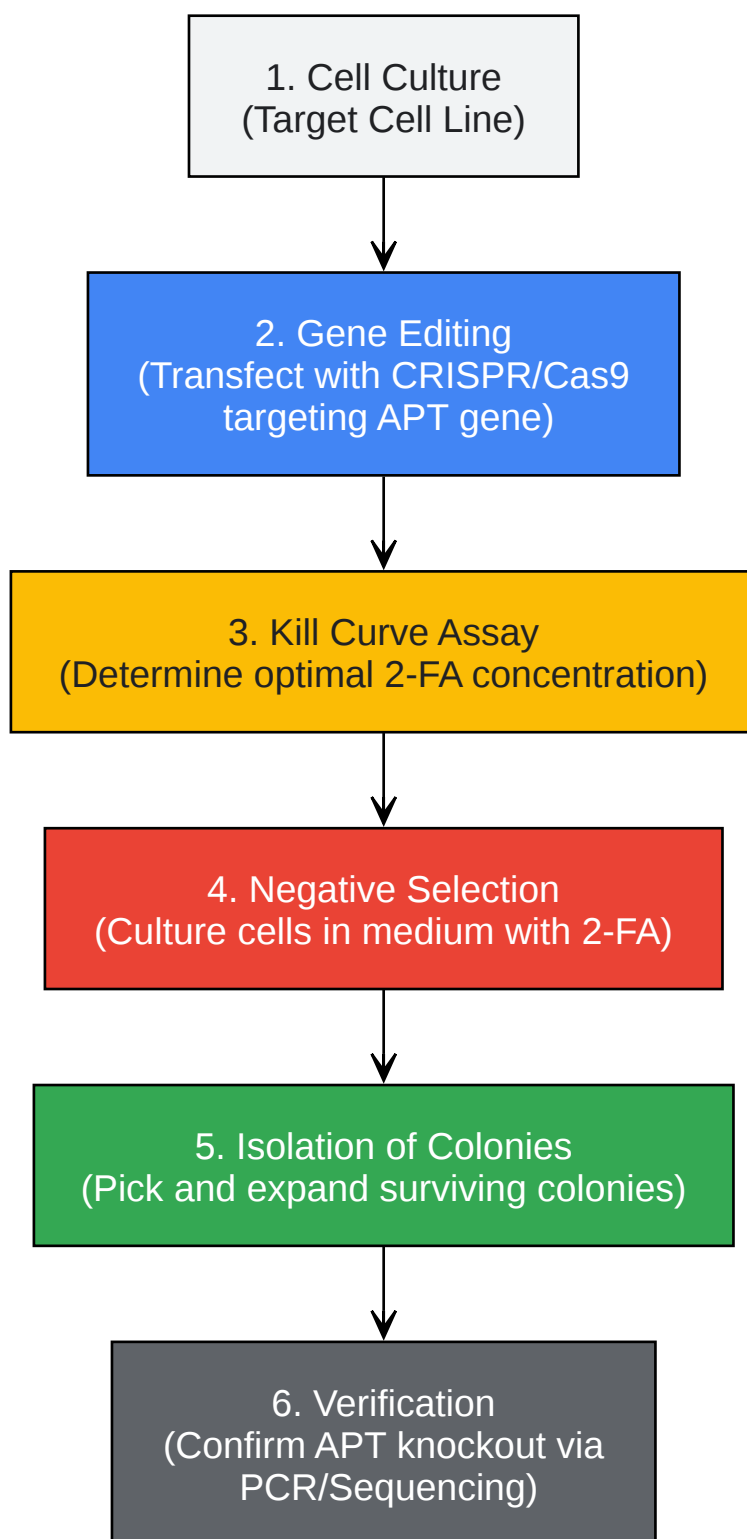 1. Cell Culture
(Target Cell Line)
2. Gene Editing
(Transfect with CRISPR/Cas9
targeting APT gene)
3. Kill Curve Assay
(Determine optimal 2-FA concentration)
4. Negative Selection
(Culture cells in medium with 2-FA)
5. Isolation of Colonies
(Pick and expand surviving colonies)
6. Verification
(Confirm APT knockout via
PCR/Sequencing)